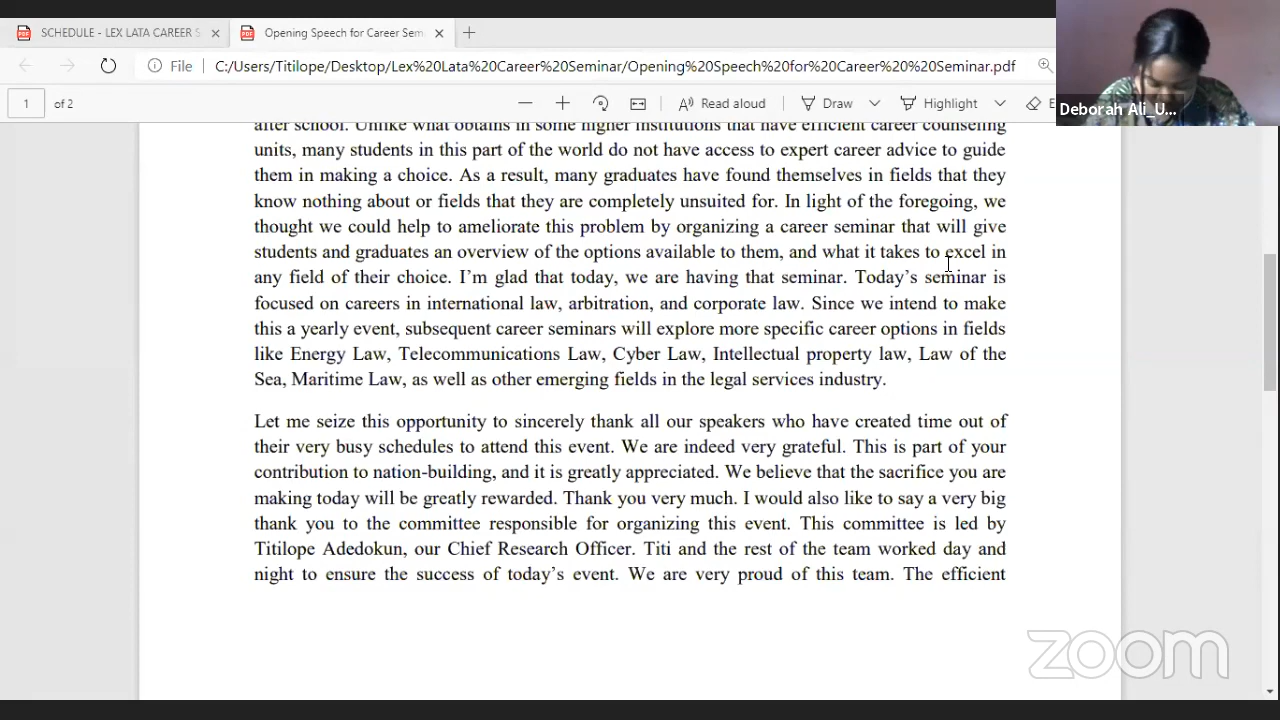 SCHEDULE - LEX LATA CAREER S
Opening Speech for Career Sem
File
C:/Users/Titilope/Desktop/Lex%20Lata%20Career%20Seminar/Opening%20Speech%20for%20Career%20%20Seminar.pdf
1 of 2
Read aloud
Draw
Highlight
E
Deborah Ali_U...
after school. Unlike what obtains in some higher institutions that have efficient career counseling
units, many students in this part of the world do not have access to expert career advice to guide
them in making a choice. As a result, many graduates have found themselves in fields that they
know nothing about or fields that they are completely unsuited for. In light of the foregoing, we
thought we could help to ameliorate this problem by organizing a career seminar that will give
students and graduates an overview of the options available to them, and what it takes to excel in
any field of their choice. I’m glad that today, we are having that seminar. Today’s seminar is
focused on careers in international law, arbitration, and corporate law. Since we intend to make
this a yearly event, subsequent career seminars will explore more specific career options in fields
like Energy Law, Telecommunications Law, Cyber Law, Intellectual property law, Law of the
Sea, Maritime Law, as well as other emerging fields in the legal services industry.
Let me seize this opportunity to sincerely thank all our speakers who have created time out of
their very busy schedules to attend this event. We are indeed very grateful. This is part of your
contribution to nation-building, and it is greatly appreciated. We believe that the sacrifice you are
making today will be greatly rewarded. Thank you very much. I would also like to say a very big
thank you to the committee responsible for organizing this event. This committee is led by
Titilope Adedokun, our Chief Research Officer. Titi and the rest of the team worked day and
night to ensure the success of today’s event. We are very proud of this team. The efficient
zoom